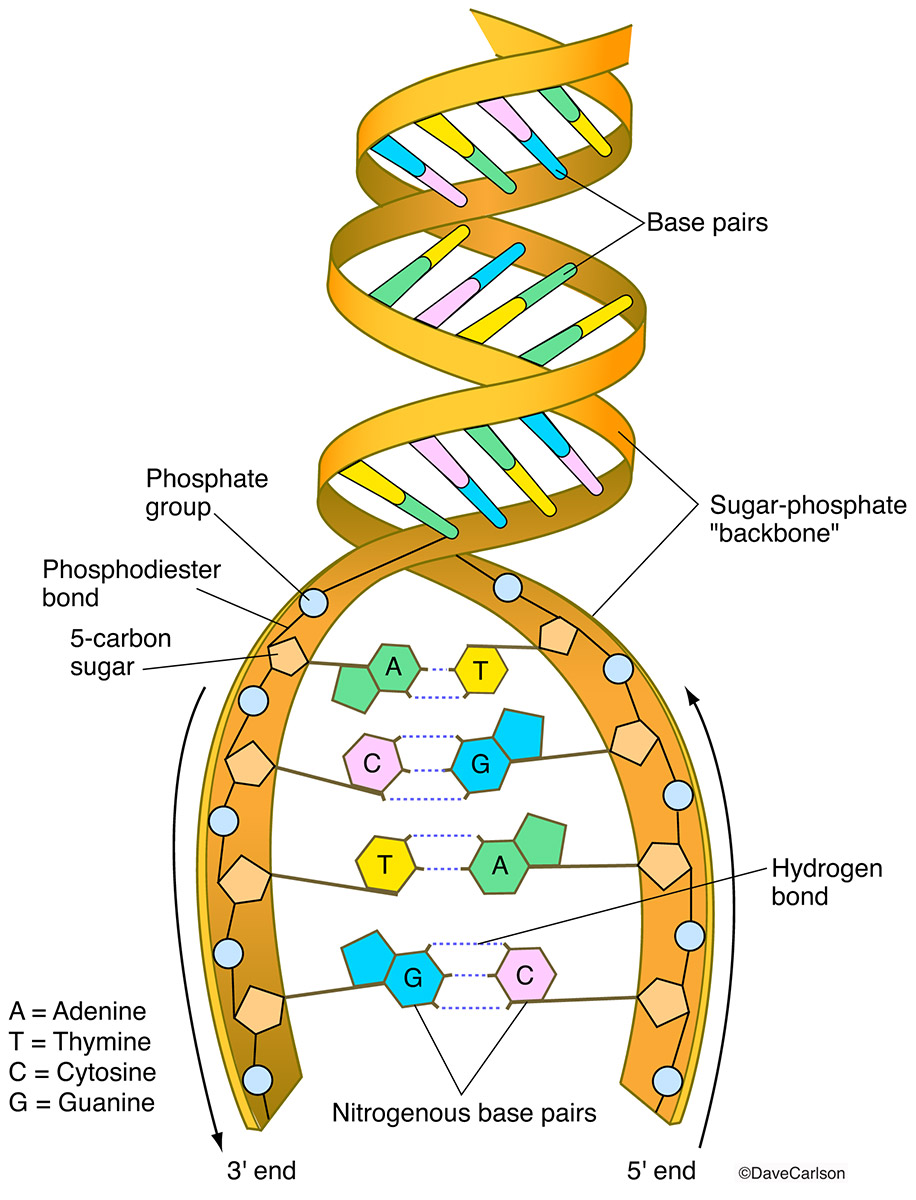 Base pairs
Phosphate
group
Sugar-phosphate
"backbone"
Phosphodiester
bond
5-carbon
sugar
A
T
C
G
T
A
Hydrogen
bond
G
C
A = Adenine
T = Thymine
C = Cytosine
G = Guanine
Nitrogenous base pairs
3' end
5' end
©DaveCarlson